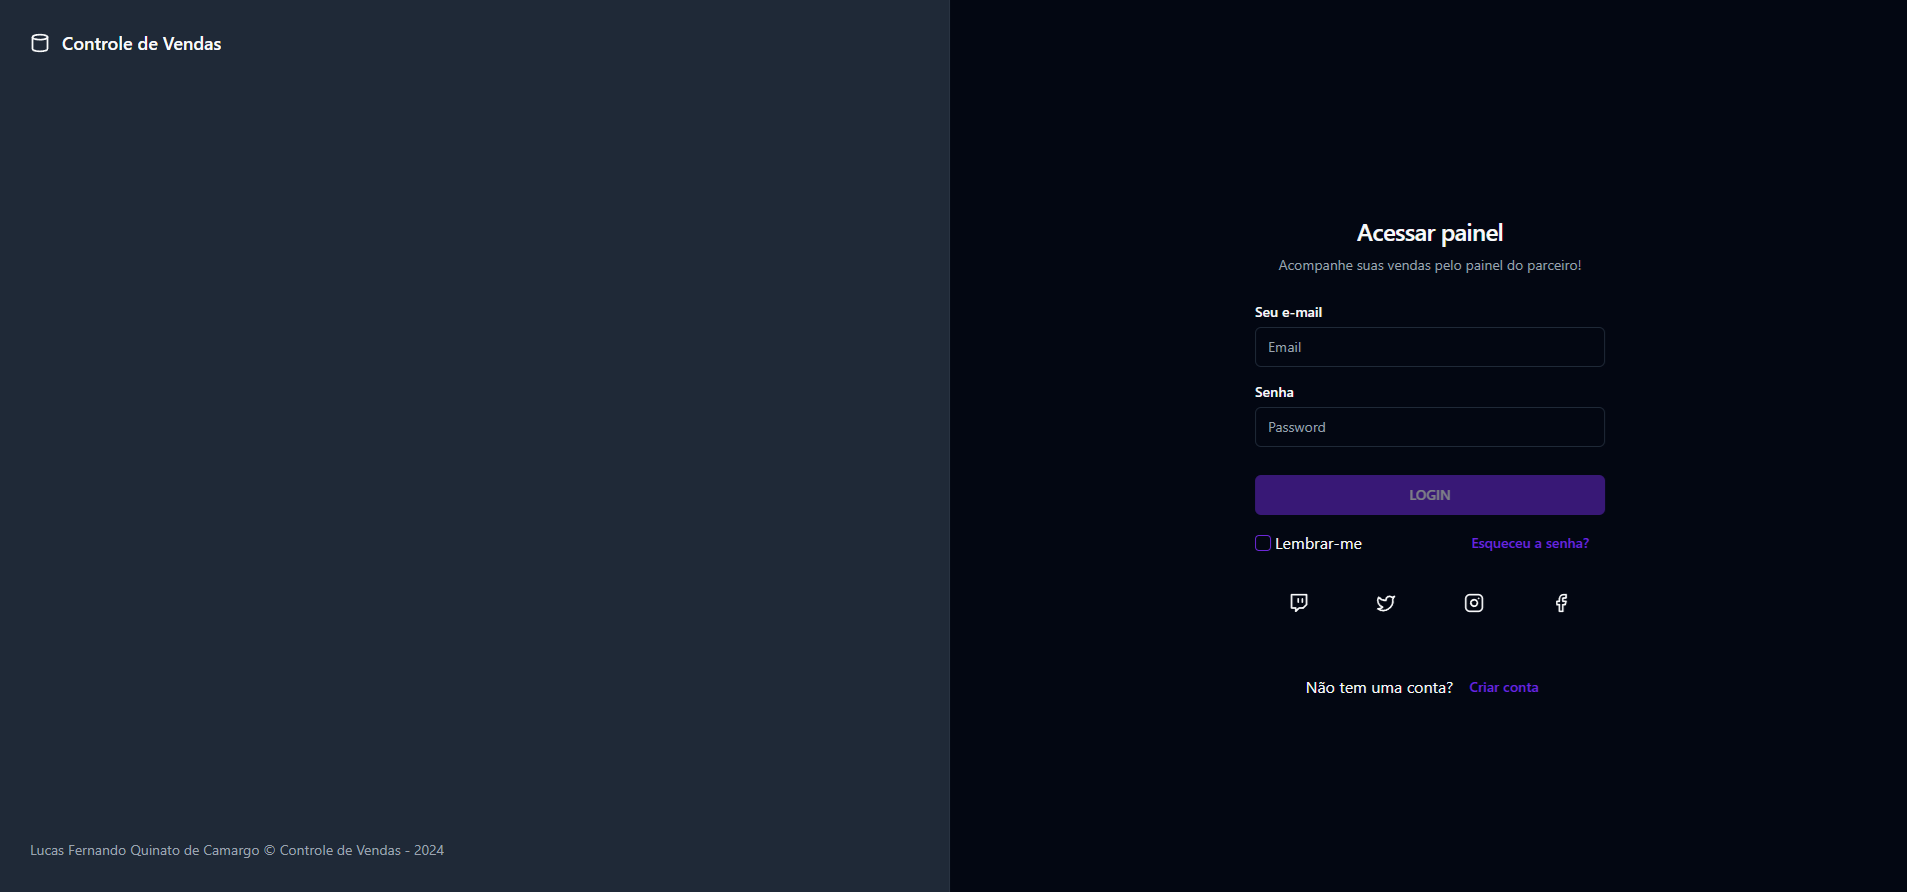 Controle de Vendas
Acessar painel
Acompanhe suas vendas pelo painel do parceiro!
Seu e-mail
Email
Senha
Password
LOGIN
Lembrar-me
Esqueceu a senha?
Não tem uma conta? Criar conta
Lucas Fernando Quinato de Camargo © Controle de Vendas - 2024